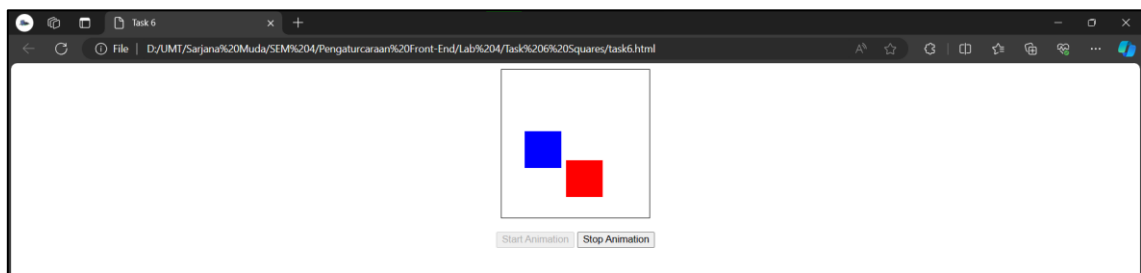 Task 6
File D:/UMT/Sarjana%20Muda/SEM%204/Pengaturcaraan%20Front-End/Lab%204/Task%206%20Squares/task6.html
Start Animation Stop Animation